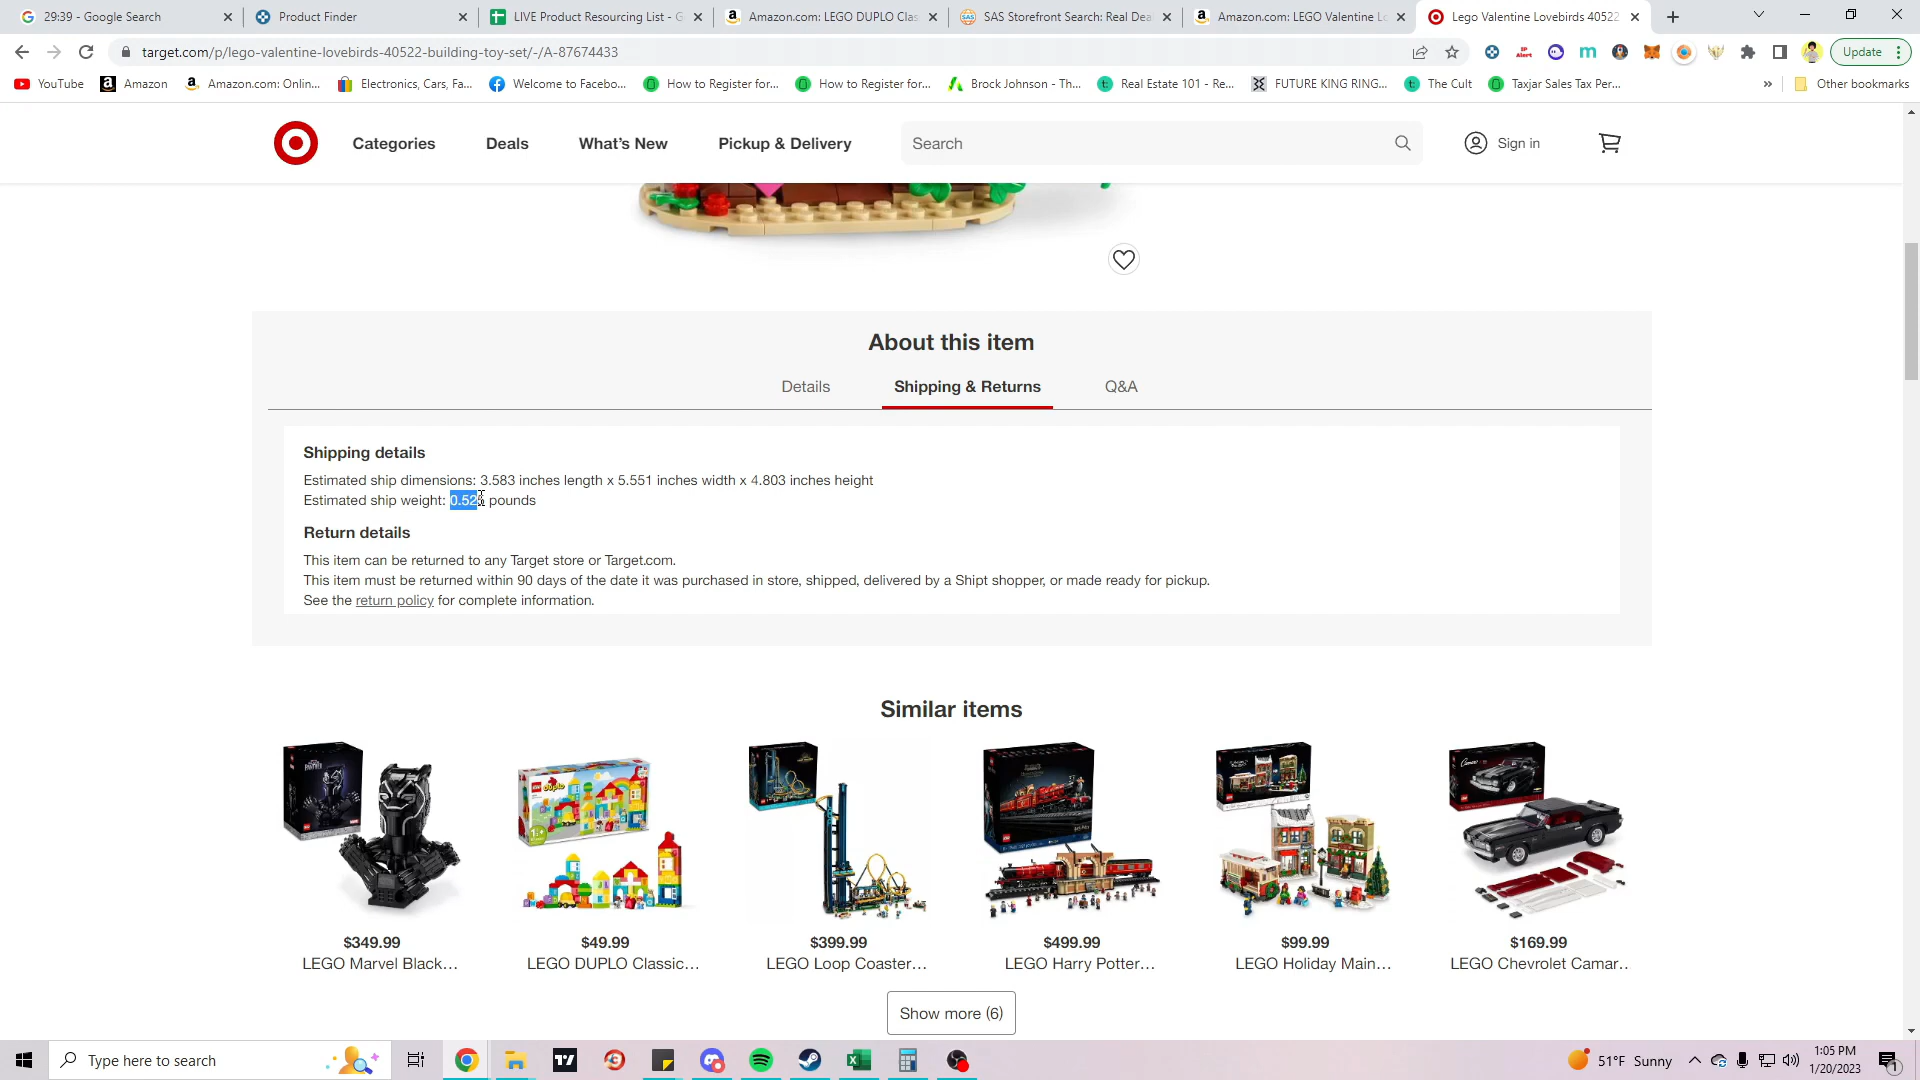 29:39 - Google Search
Product Finder
LIVE Product Resourcing List - G
Amazon.com: LEGO DUPLO Clas
SAS Storefront Search: Real Dea
Amazon.com: LEGO Valentine Lo
Lego Valentine Lovebirds 40522
target.com/p/lego-valentine-lovebirds-40522-building-toy-set/-/A-87674433
Update
YouTube
Amazon
Amazon.com: Onlin...
Electronics, Cars, Fa...
Welcome to Facebo...
How to Register for...
How to Register for...
Brock Johnson - Th...
Real Estate 101 - Re...
FUTURE KING RING...
The Cult
Taxjar Sales Tax Per...
»
Other bookmarks
Categories
Deals
What's New
Pickup & Delivery
Search
Sign in
About this item
Details
Shipping & Returns
Q&A
Shipping details
Estimated ship dimensions: 3.583 inches length x 5.551 inches width x 4.803 inches height
Estimated ship weight: pounds
Return details
This item can be returned to any Target store or Target.com.
This item must be returned within 90 days of the date it was purchased in store, shipped, delivered by a Shipt shopper, or made ready for pickup.
See the return policy for complete information.
Similar items
$349.99
LEGO Marvel Black...
$49.99
LEGO DUPLO Classic...
$399.99
LEGO Loop Coaster...
$499.99
LEGO Harry Potter...
$99.99
LEGO Holiday Main...
$169.99
LEGO Chevrolet Camar..
Show more (6)
Type here to search
51°F Sunny
1:05 PM
1/20/2023